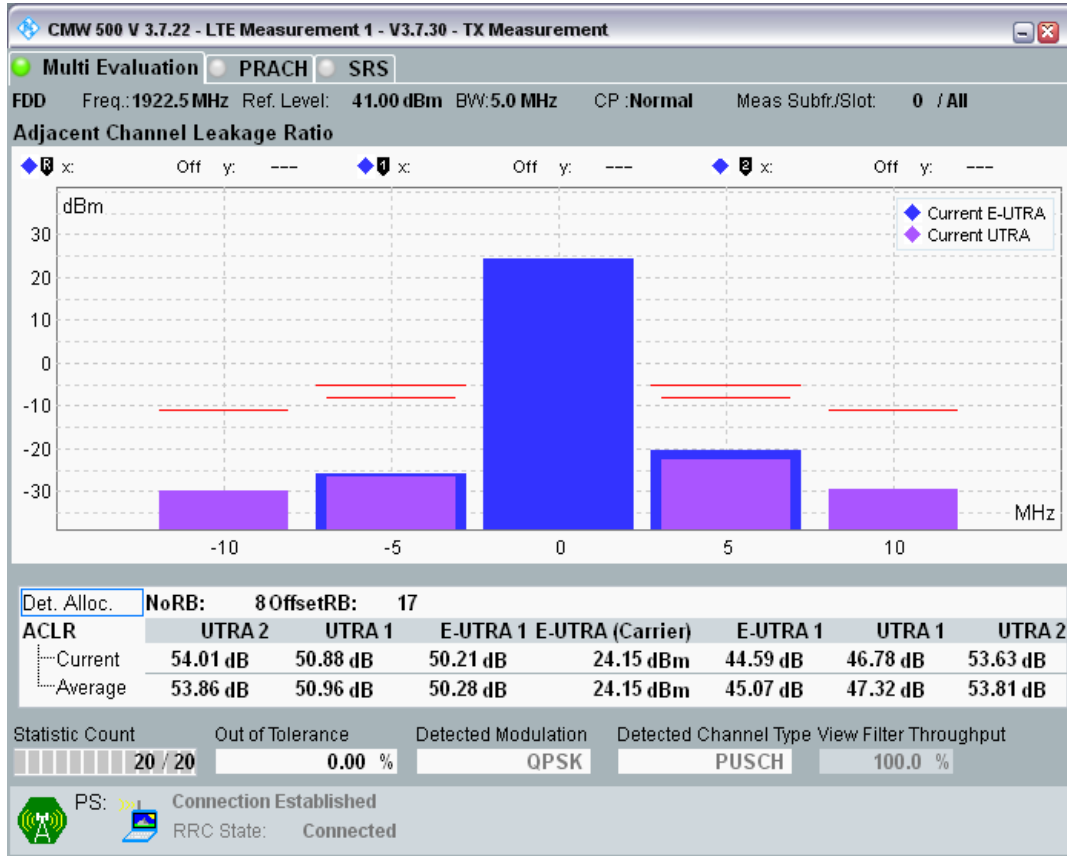 CMW 500 V 3.7.22 - LTE Measurement 1 - V3.7.30 - TX Measurement
Multi Evaluation PRACH SRS
FDD Freq.: 1922.5 MHz Ref. Level: 41.00 dBm BW: 5.0 MHz CP : Normal Meas Subfr./Slot: 0 / All
Adjacent Channel Leakage Ratio
R x: Off y: --- 1 x: Off y: --- 2 x: Off y: ---
dBm
Current E-UTRA
Current UTRA
30
20
10
0
-10
-20
-30
MHz
-10 -5 0 5 10
Det. Alloc. NoRB: 8 OffsetRB: 17
ACLR UTRA 2 UTRA 1 E-UTRA 1 E-UTRA (Carrier) E-UTRA 1 UTRA 1 UTRA 2
Current 54.01 dB 50.88 dB 50.21 dB 24.15 dBm 44.59 dB 46.78 dB 53.63 dB
Average 53.86 dB 50.96 dB 50.28 dB 24.15 dBm 45.07 dB 47.32 dB 53.81 dB
Statistic Count Out of Tolerance Detected Modulation Detected Channel Type View Filter Throughput
20 / 20 0.00 % QPSK PUSCH 100.0 %
PS: Connection Established
RRC State: Connected